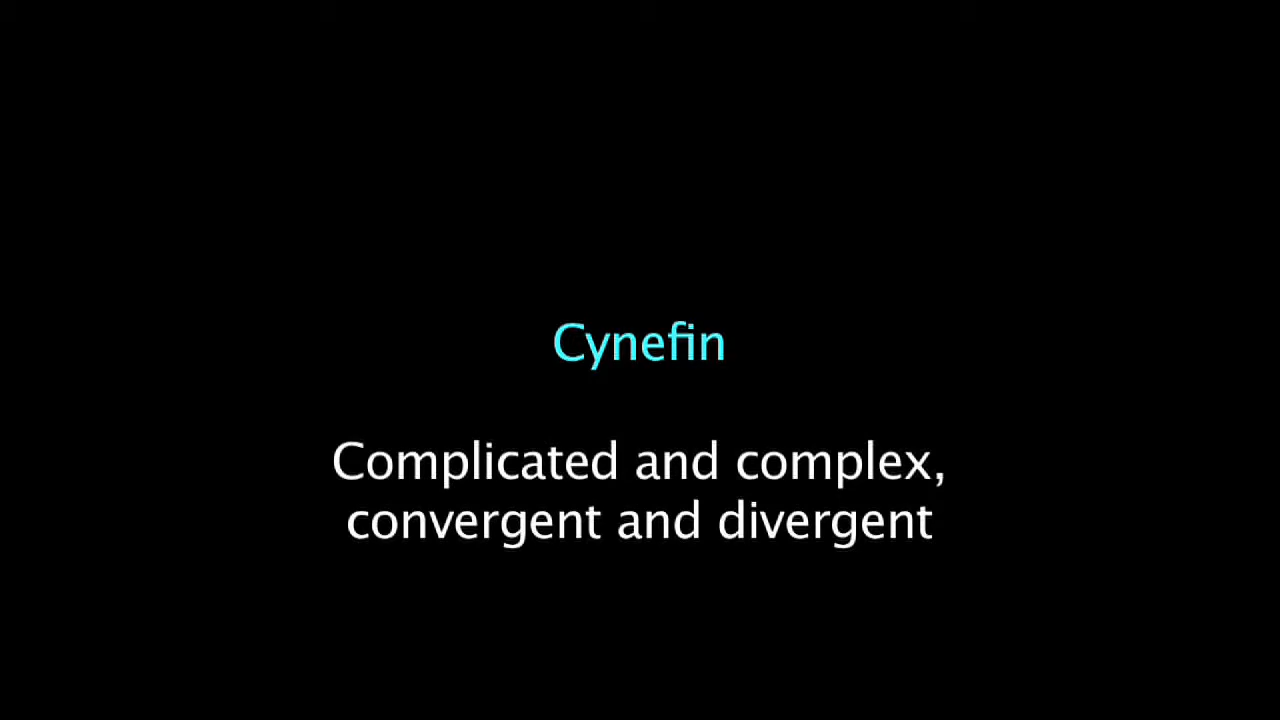 Cynefin
Complicated and complex,
convergent and divergent